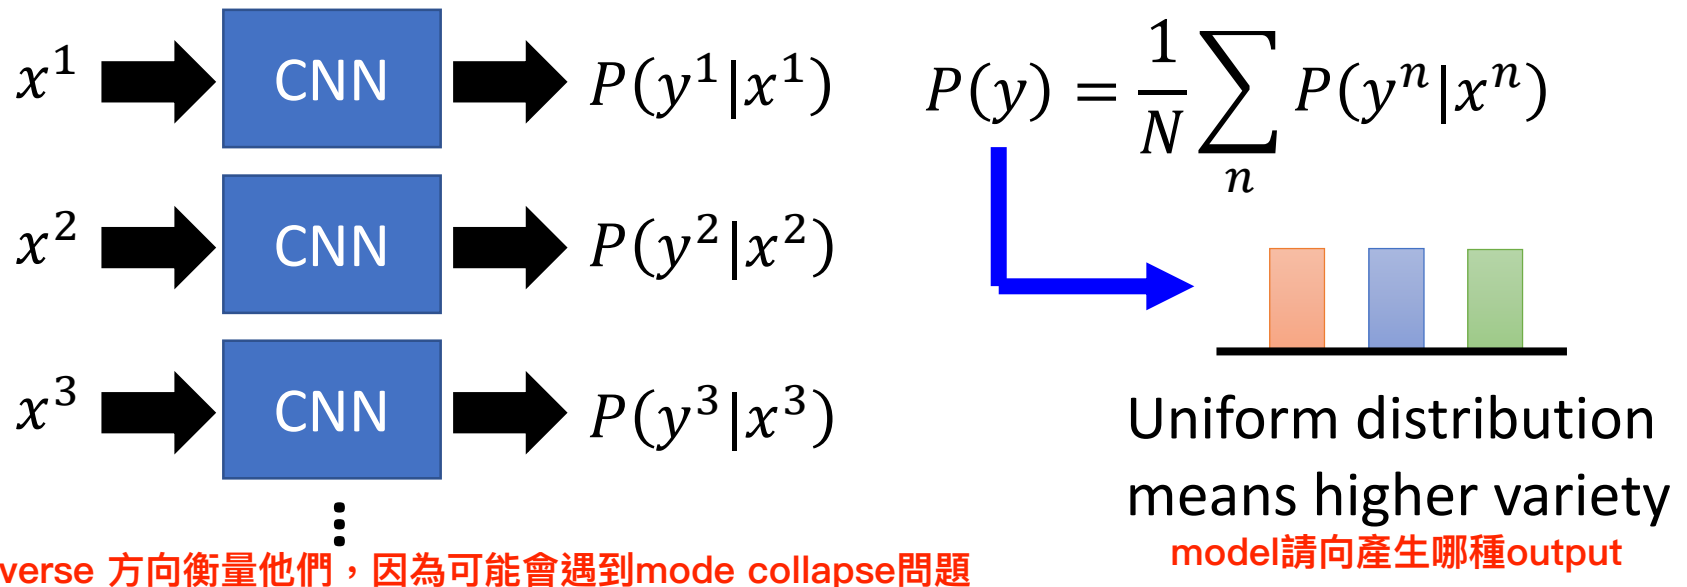 x¹ CNN P(y¹|x¹)
x² CNN P(y²|x²)
x³ CNN P(y³|x³)
⋮
P(y) = 1/N ∑ₙ P(yⁿ|xⁿ)
Uniform distribution
means higher variety
model請向產生哪種output
verse 方向衡量他們，因為可能會遇到mode collapse問題